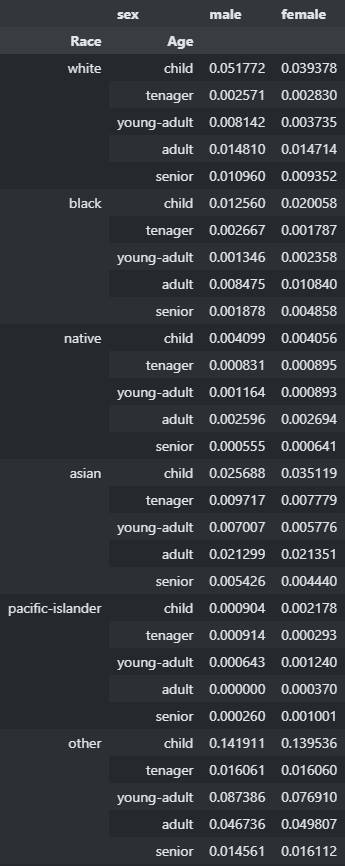 sex male female
Race Age
white child 0.051772 0.039378
tenager 0.002571 0.002830
young-adult 0.008142 0.003735
adult 0.014810 0.014714
senior 0.010960 0.009352
black child 0.012560 0.020058
tenager 0.002667 0.001787
young-adult 0.001346 0.002358
adult 0.008475 0.010840
senior 0.001878 0.004858
native child 0.004099 0.004056
tenager 0.000831 0.000895
young-adult 0.001164 0.000893
adult 0.002596 0.002694
senior 0.000555 0.000641
asian child 0.025688 0.035119
tenager 0.009717 0.007779
young-adult 0.007007 0.005776
adult 0.021299 0.021351
senior 0.005426 0.004440
pacific-islander child 0.000904 0.002178
tenager 0.000914 0.000293
young-adult 0.000643 0.001240
adult 0.000000 0.000370
senior 0.000260 0.001001
other child 0.141911 0.139536
tenager 0.016061 0.016060
young-adult 0.087386 0.076910
adult 0.046736 0.049807
senior 0.014561 0.016112